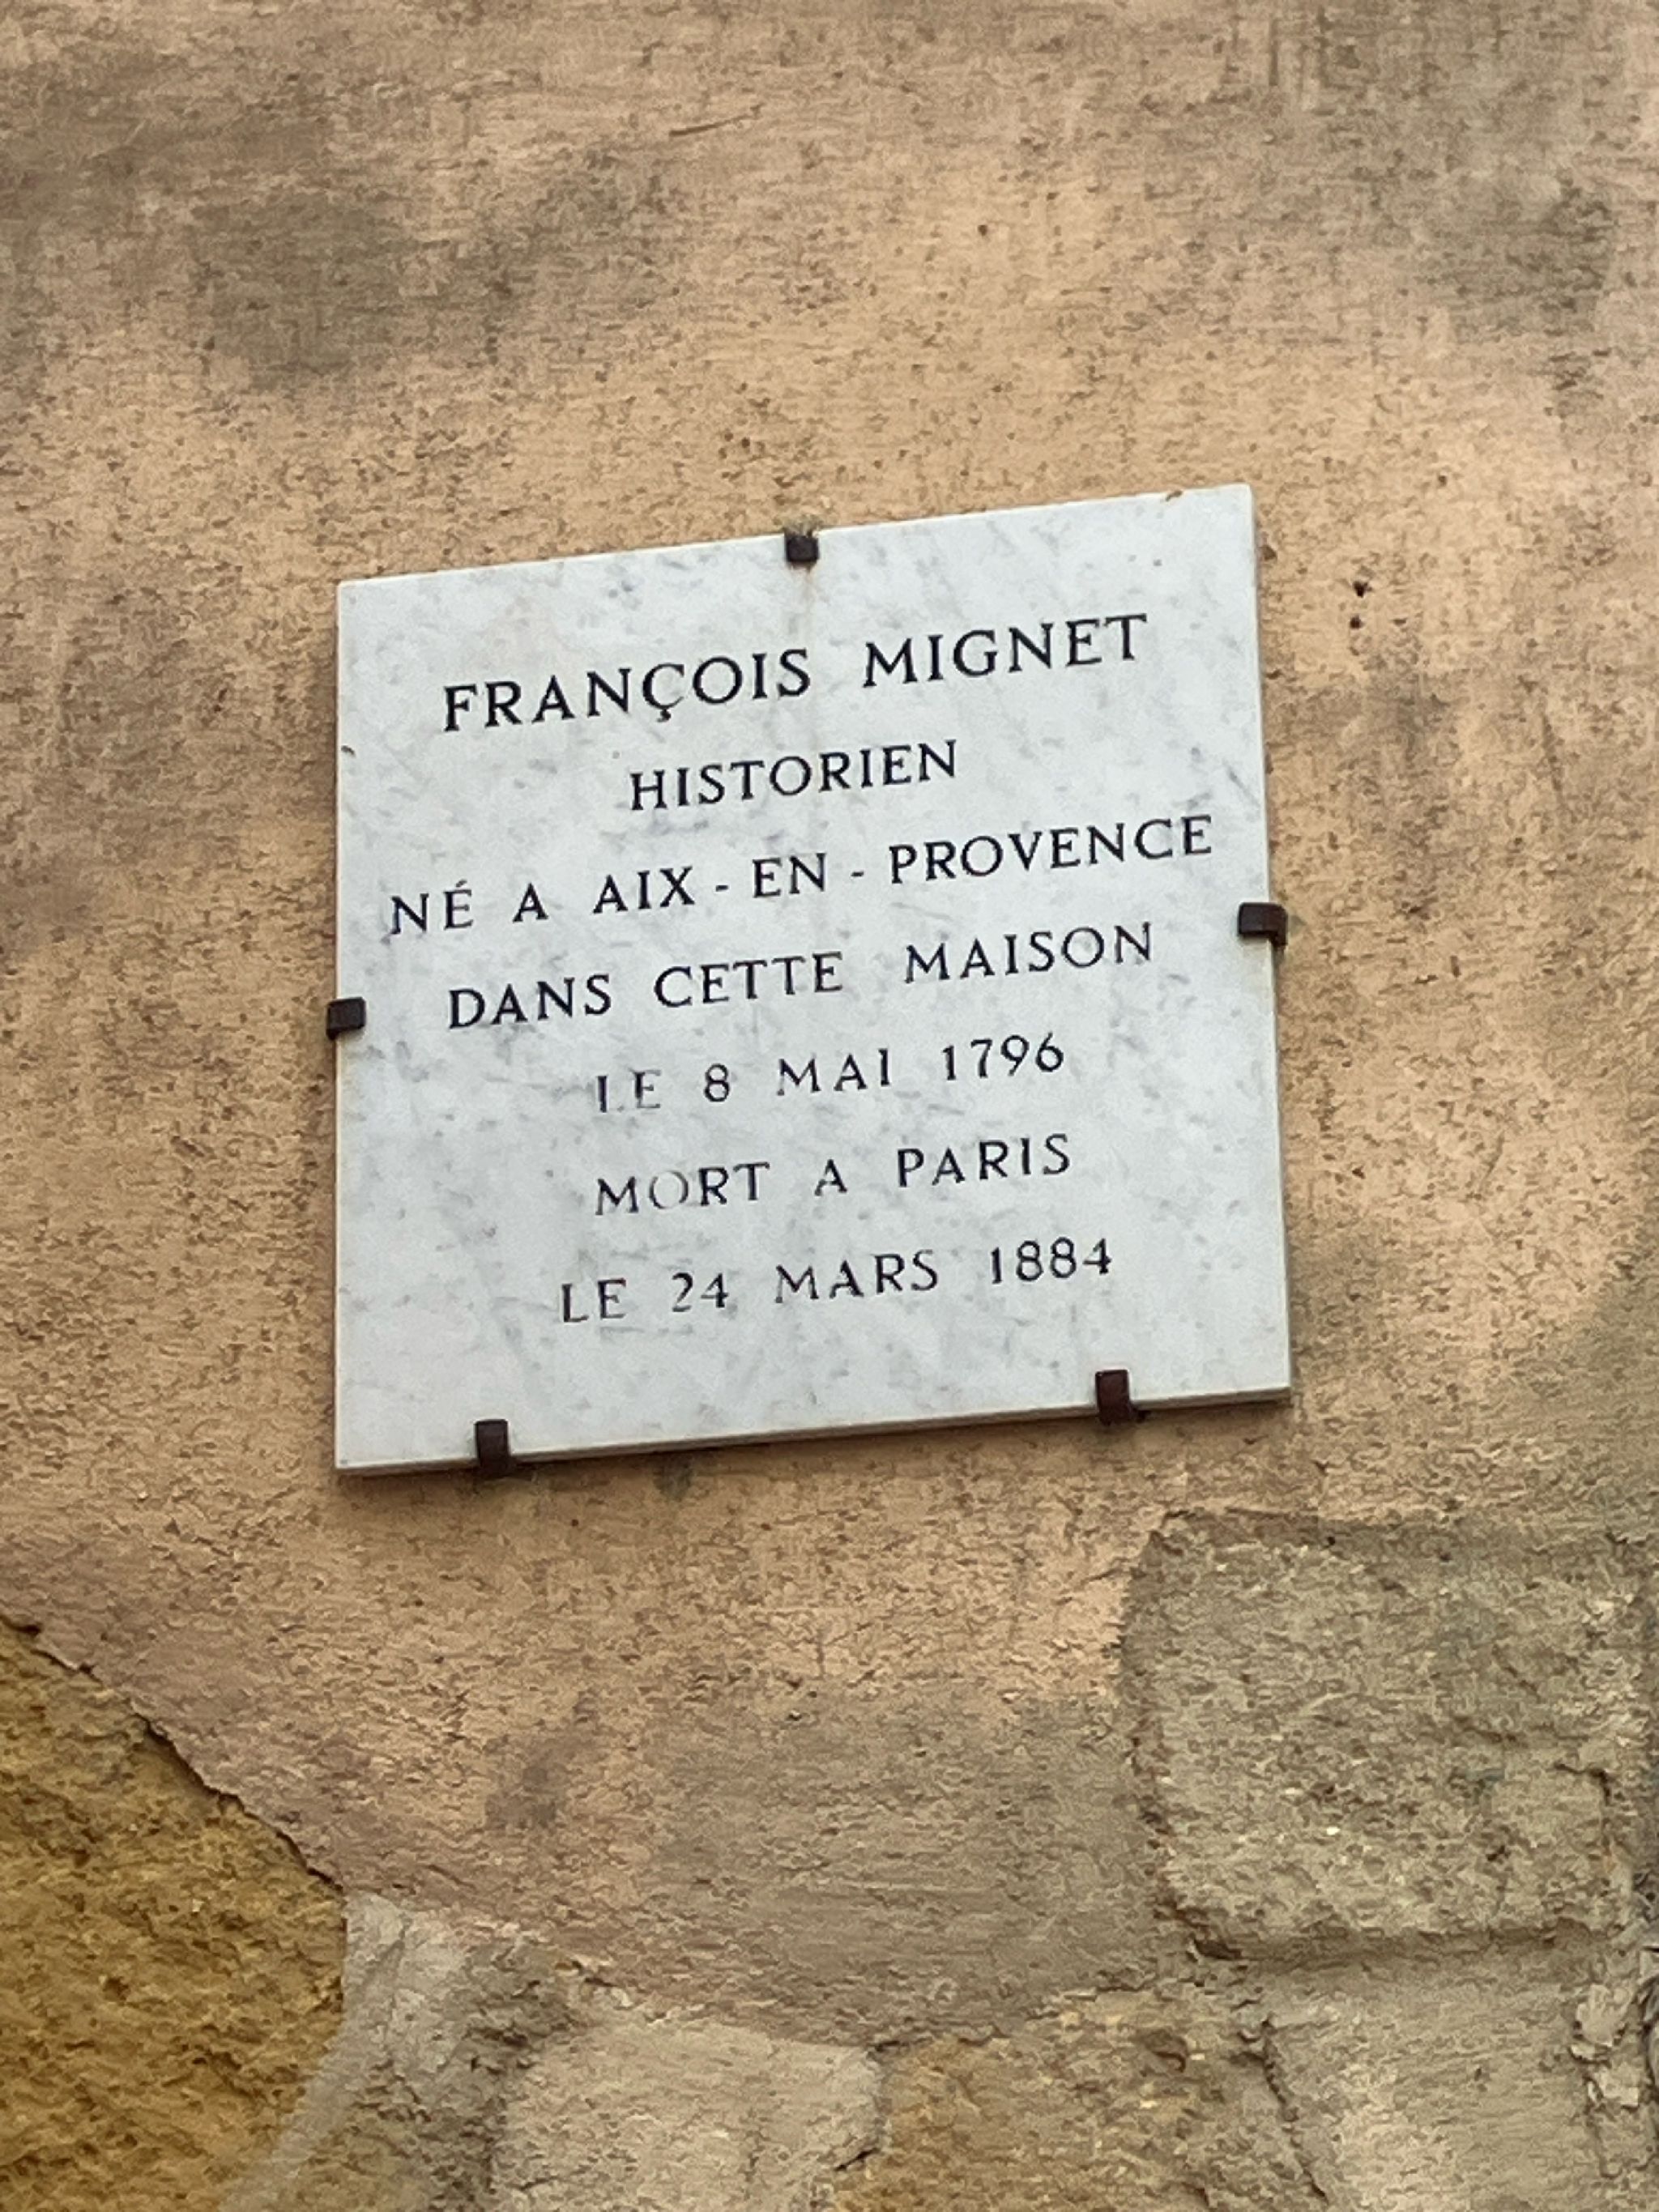 FRANÇOIS MIGNET
HISTORIEN
NÉ A AIX-EN-PROVENCE
DANS CETTE MAISON
LE 8 MAI 1796
MORT A PARIS
LE 24 MARS 1884